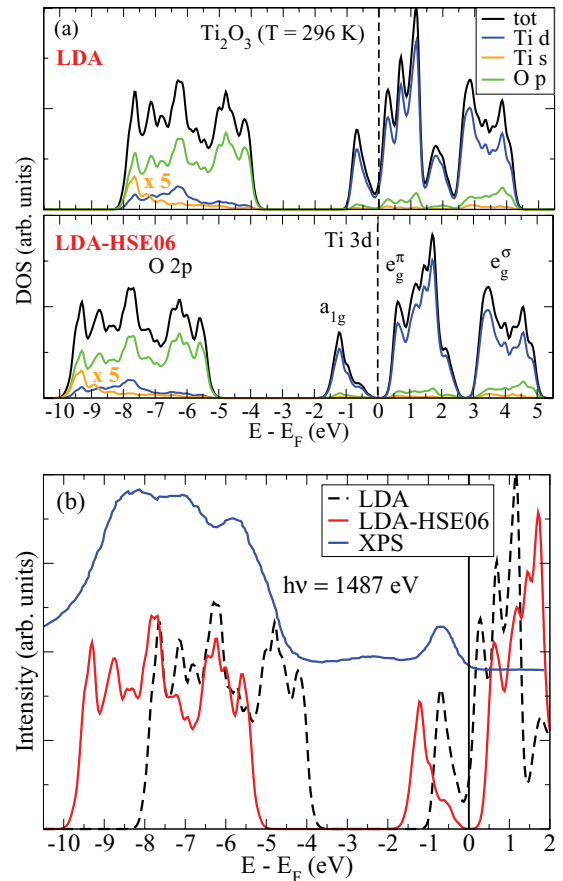 (a)
Ti2O3 (T = 296 K)
LDA
tot
Ti d
Ti s
O p
x 5
LDA-HSE06
O 2p
Ti 3d
a1g
egπ
egσ
x 5
DOS (arb. units)
-10 -9 -8 -7 -6 -5 -4 -3 -2 -1 0 1 2 3 4 5
E - EF (eV)
(b)
LDA
LDA-HSE06
XPS
hν = 1487 eV
Intensity (arb. units)
-10 -9 -8 -7 -6 -5 -4 -3 -2 -1 0 1 2
E - EF (eV)